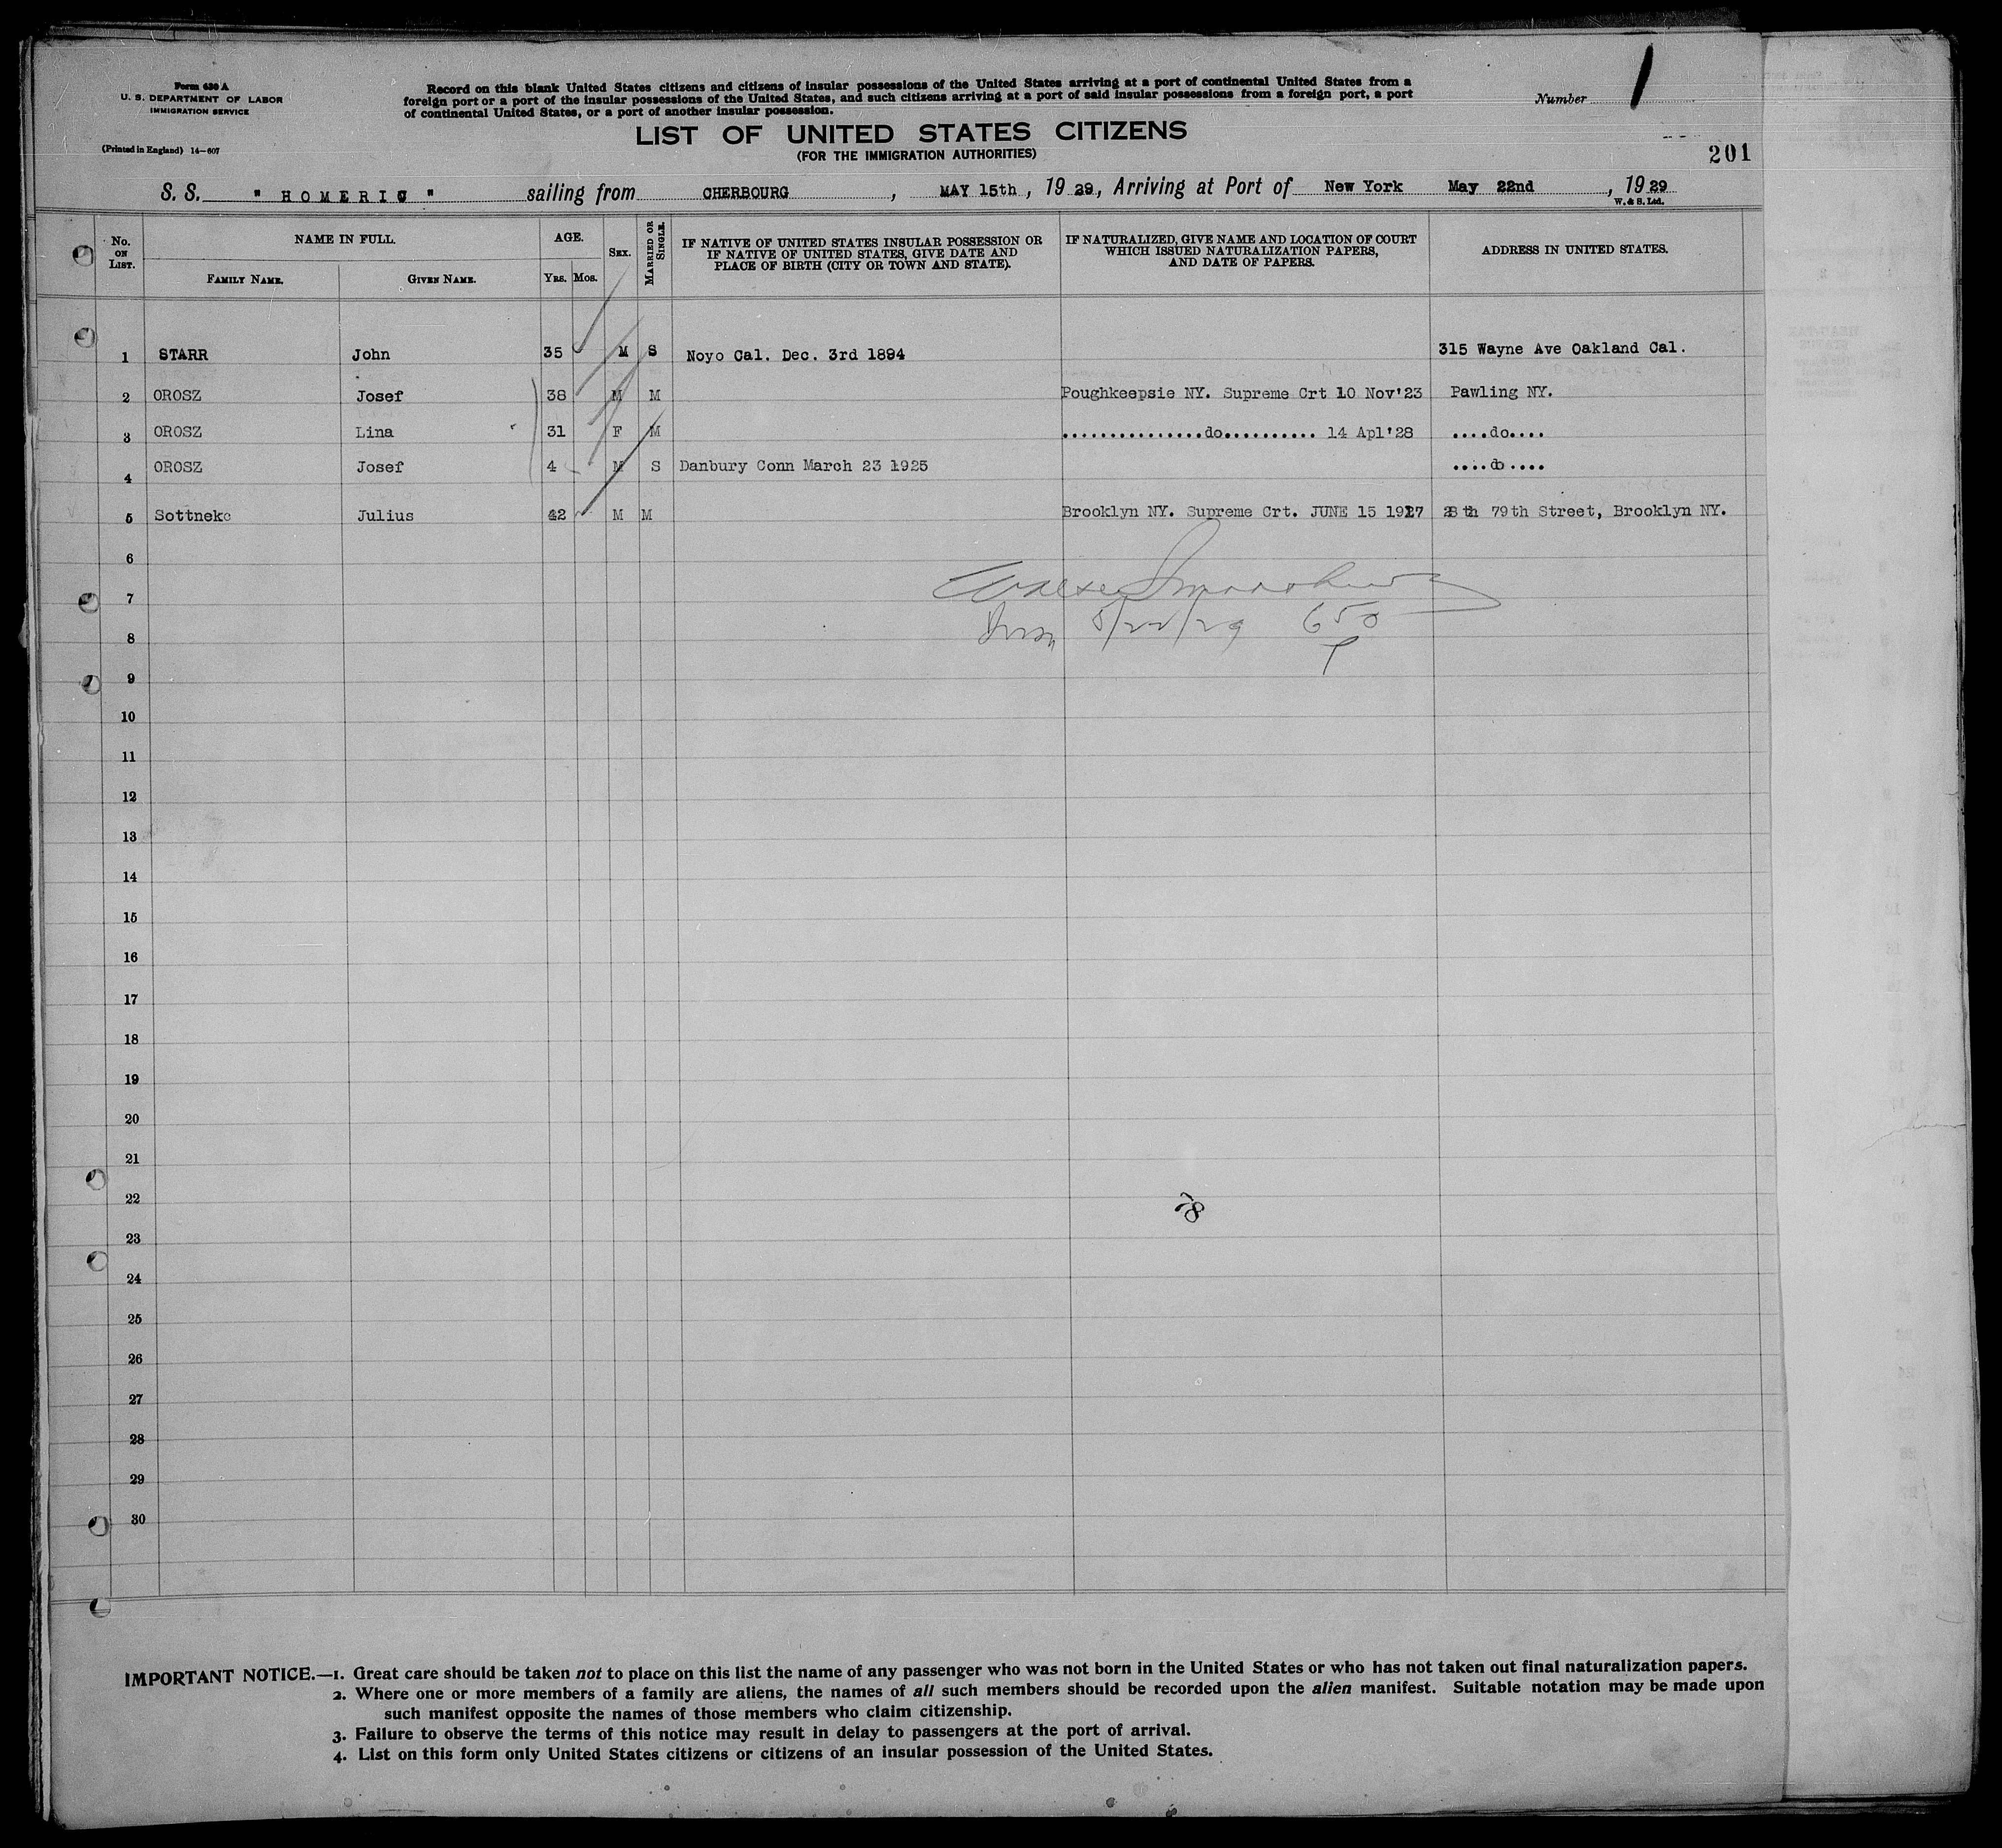 Form 630 A
U. S. DEPARTMENT OF LABOR
IMMIGRATION SERVICE
(Printed in England) 14—607
Record on this blank United States citizens and citizens of insular possessions of the United States arriving at a port of continental United States from a
foreign port or a port of the insular possessions of the United States, and such citizens arriving at a port of said insular possessions from a foreign port, a port
of continental United States, or a port of another insular possession.
Number 1
LIST OF UNITED STATES CITIZENS
(FOR THE IMMIGRATION AUTHORITIES)
201
S. S. "HOMERIC" sailing from CHERBOURG, MAY 15th, 1929, Arriving at Port of New York May 22nd, 1929
W. & S. Ltd.
No. ON LIST. NAME IN FULL. AGE. SEX. MARRIED OR SINGLE. IF NATIVE OF UNITED STATES INSULAR POSSESSION OR IF NATIVE OF UNITED STATES, GIVE DATE AND PLACE OF BIRTH (CITY OR TOWN AND STATE). IF NATURALIZED, GIVE NAME AND LOCATION OF COURT WHICH ISSUED NATURALIZATION PAPERS, AND DATE OF PAPERS. ADDRESS IN UNITED STATES.
FAMILY NAME. GIVEN NAME. YRS. MOS.
1 STARR John 35 M S Noyo Cal. Dec. 3rd 1894 315 Wayne Ave Oakland Cal.
2 OROSZ Josef 38 M M Poughkeepsie NY. Supreme Crt 10 Nov'23 Pawling NY.
3 OROSZ Lina 31 F M ...............do.......... 14 Apl'28 ....do....
4 OROSZ Josef 4 M S Danbury Conn March 23 1925 ....do....
5 Sottneko Julius 42 M M Brooklyn NY. Supreme Crt. JUNE 15 1927 79th Street, Brooklyn NY.
6
7
8 5/22/29 650
9
10
11
12
13
14
15
16
17
18
19
20
21
22
78
23
24
25
26
27
28
29
30
IMPORTANT NOTICE.—1. Great care should be taken not to place on this list the name of any passenger who was not born in the United States or who has not taken out final naturalization papers.
2. Where one or more members of a family are aliens, the names of all such members should be recorded upon the alien manifest. Suitable notation may be made upon
such manifest opposite the names of those members who claim citizenship.
3. Failure to observe the terms of this notice may result in delay to passengers at the port of arrival.
4. List on this form only United States citizens or citizens of an insular possession of the United States.